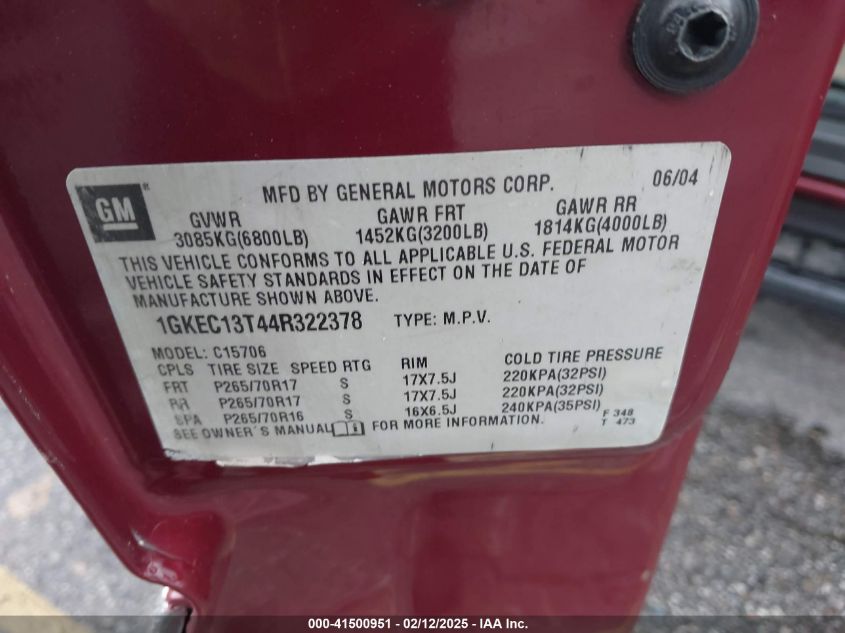 GM®
MFD BY GENERAL MOTORS CORP. 06/04
GVWR GAWR FRT GAWR RR
3085KG(6800LB) 1452KG(3200LB) 1814KG(4000LB)
THIS VEHICLE CONFORMS TO ALL APPLICABLE U.S. FEDERAL MOTOR
VEHICLE SAFETY STANDARDS IN EFFECT ON THE DATE OF
MANUFACTURE SHOWN ABOVE.
1GKEC13T44R322378 TYPE: M.P.V.
MODEL: C15706
CPLS TIRE SIZE SPEED RTG RIM COLD TIRE PRESSURE
FRT P265/70R17 S 17X7.5J 220KPA(32PSI)
RR P265/70R17 S 17X7.5J 220KPA(32PSI)
SPA P265/70R16 S 16X6.5J 240KPA(35PSI)
SEE OWNER'S MANUAL FOR MORE INFORMATION.
F 348
T 473
000-41500951 - 02/12/2025 - IAA Inc.